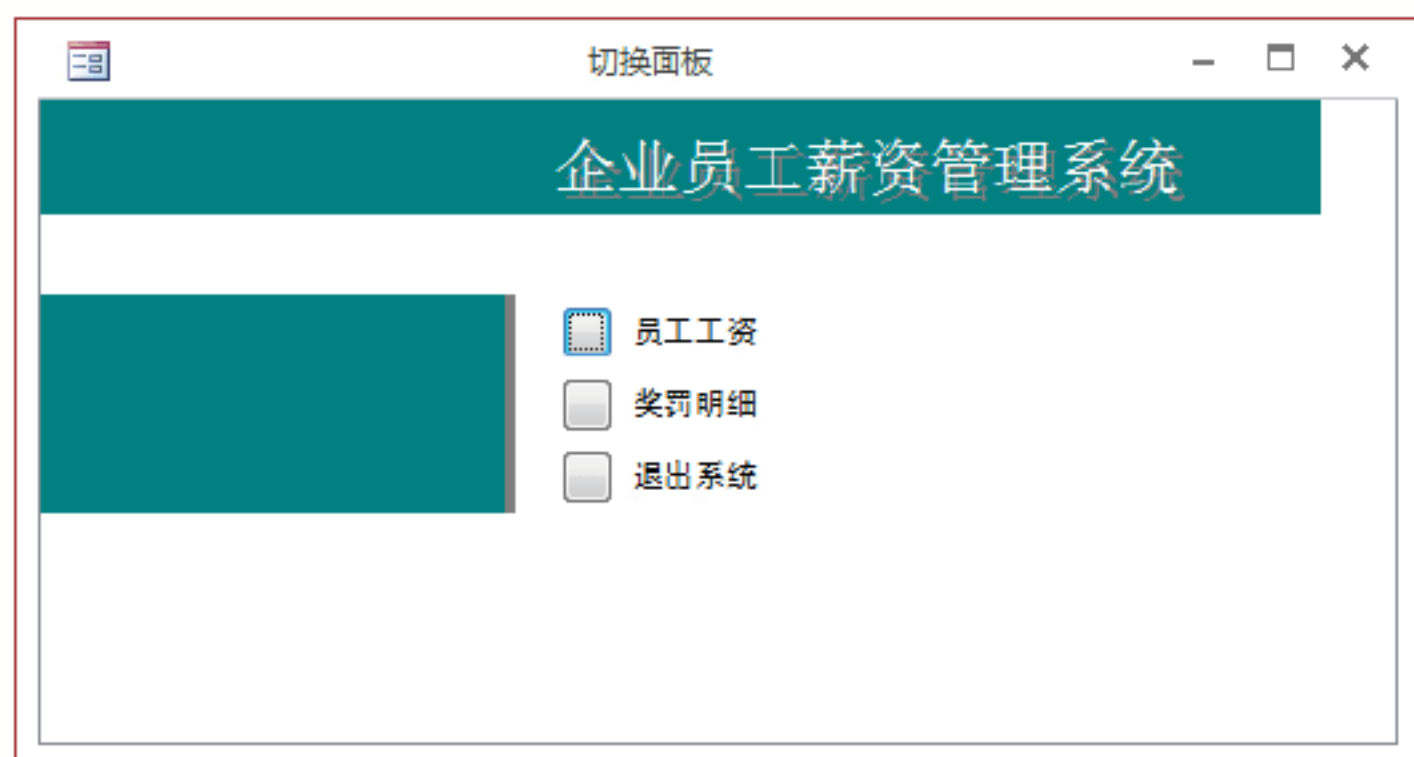 切换面板
企业员工薪资管理系统
员工工资
奖罚明细
退出系统